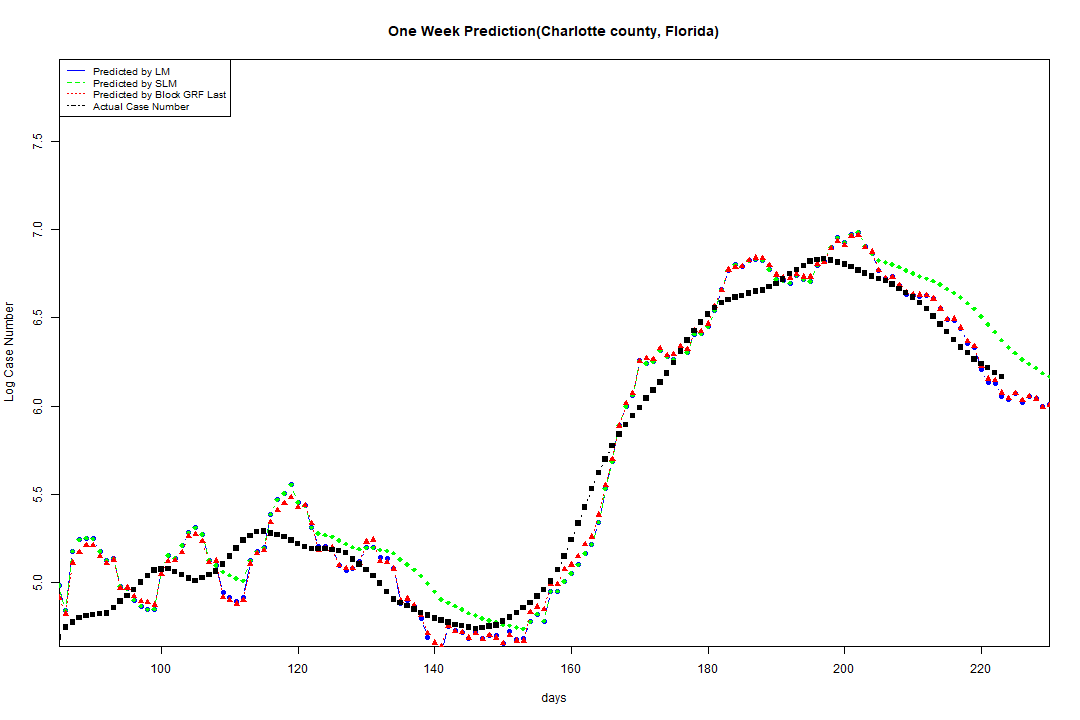 One Week Prediction(Charlotte county, Florida)
Predicted by LM
Predicted by SLM
Predicted by Block GRF Last
Actual Case Number
7.5
7.0
6.5
6.0
5.5
5.0
Log Case Number
100 120 140 160 180 200 220
days